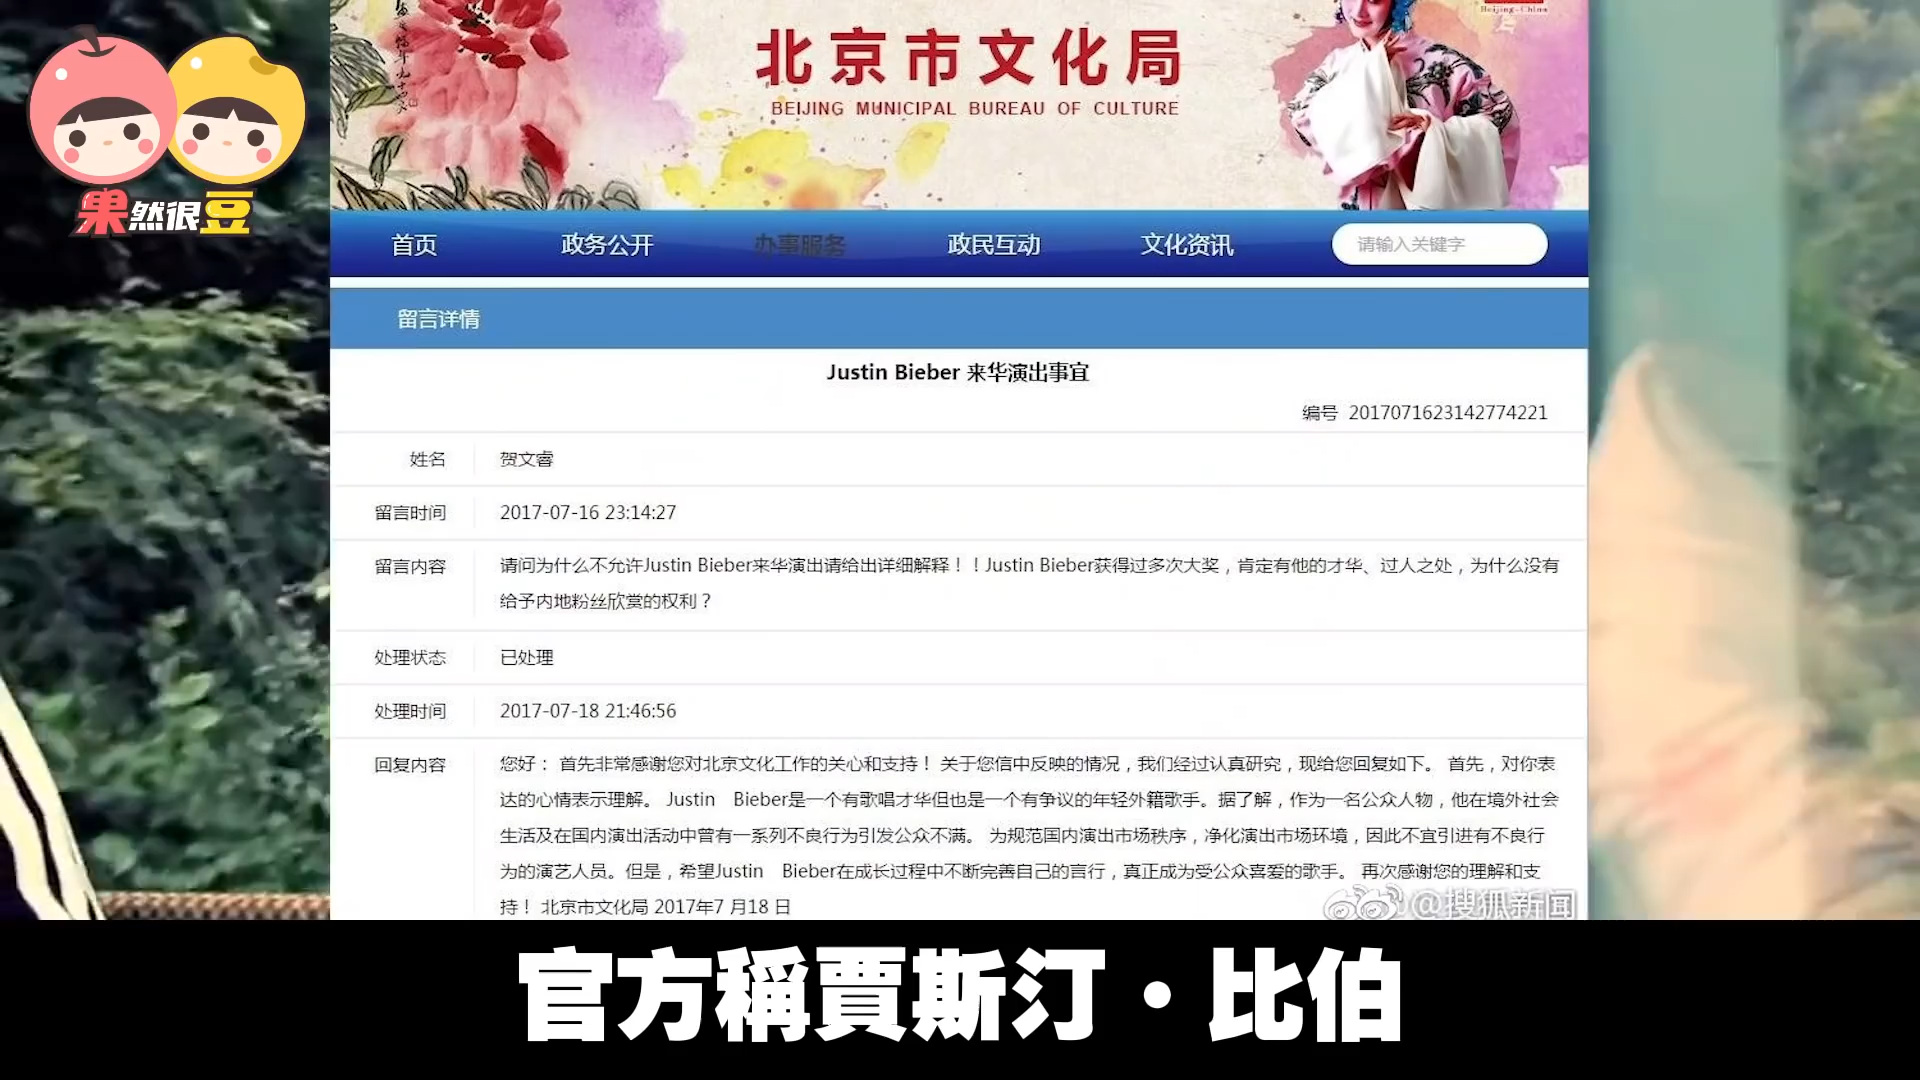 北京市文化局
BEIJING MUNICIPAL BUREAU OF CULTURE
Beijing-China
果然很豆
首页 政务公开 办事服务 政民互动 文化资讯 请输入关键字
留言详情
Justin Bieber 来华演出事宜
编号 2017071623142774221
姓名 贺文睿
留言时间 2017-07-16 23:14:27
留言内容 请问为什么不允许Justin Bieber来华演出请给出详细解释！！Justin Bieber获得过多次大奖，肯定有他的才华、过人之处，为什么没有
给予内地粉丝欣赏的权利？
处理状态 已处理
处理时间 2017-07-18 21:46:56
回复内容 您好： 首先非常感谢您对北京文化工作的关心和支持！ 关于您信中反映的情况，我们经过认真研究，现给您回复如下。 首先，对你表
达的心情表示理解。 Justin Bieber是一个有歌唱才华但也是一个有争议的年轻外籍歌手。据了解，作为一名公众人物，他在境外社会
生活及在国内演出活动中曾有一系列不良行为引发公众不满。 为规范国内演出市场秩序，净化演出市场环境，因此不宜引进有不良行
为的演艺人员。但是，希望Justin Bieber在成长过程中不断完善自己的言行，真正成为受公众喜爱的歌手。 再次感谢您的理解和支
持！ 北京市文化局 2017年7 月18 日
@搜狐新闻
官方稱賈斯汀·比伯